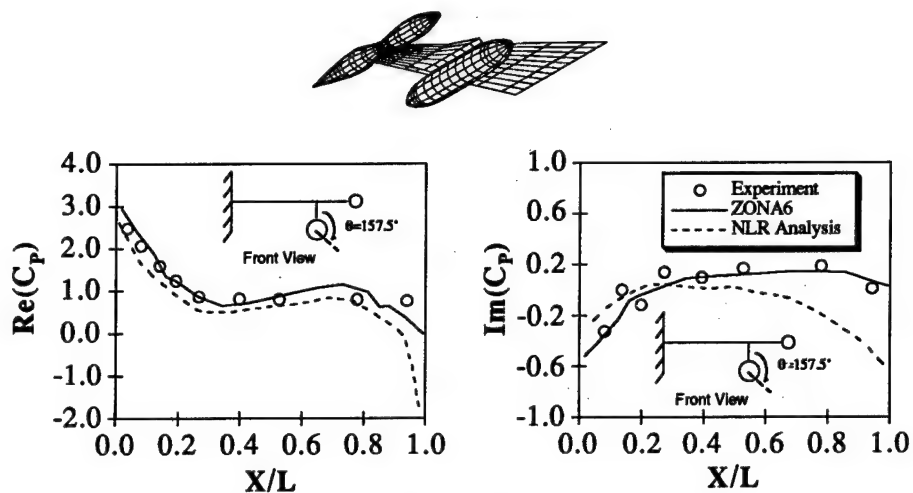 4.0
3.0
2.0
1.0
0.0
-1.0
-2.0
Re(Cp)
θ=157.5°
Front View
0.0 0.2 0.4 0.6 0.8 1.0
X/L
1.0
0.6
0.2
-0.2
-0.6
-1.0
Im(Cp)
Experiment
ZONA6
NLR Analysis
θ=157.5°
Front View
0.0 0.2 0.4 0.6 0.8 1.0
X/L